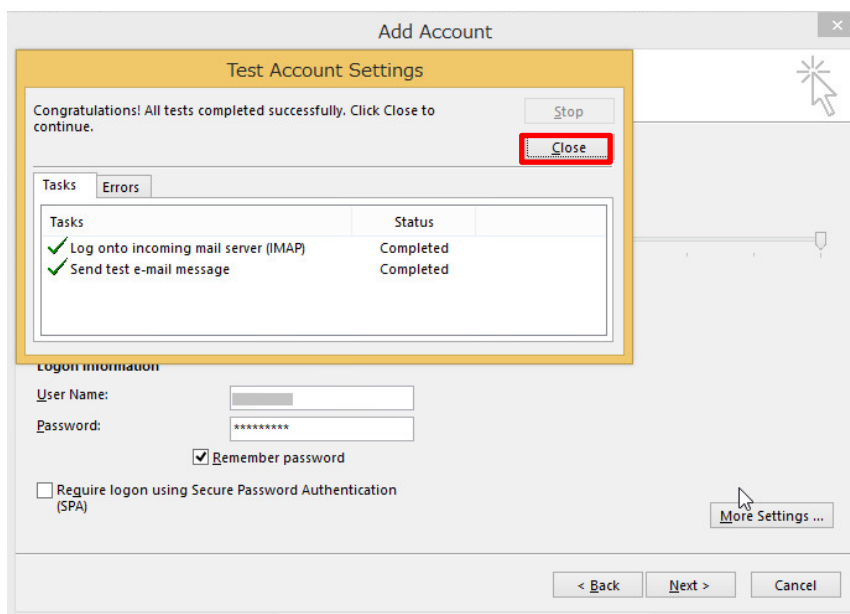 Add Account
Test Account Settings
Congratulations! All tests completed successfully. Click Close to
continue.
Stop
Close
Tasks Errors
Tasks Status
Log onto incoming mail server (IMAP) Completed
Send test e-mail message Completed
Logon Information
User Name:
Password: *********
Remember password
Require logon using Secure Password Authentication
(SPA)
More Settings ...
< Back Next > Cancel